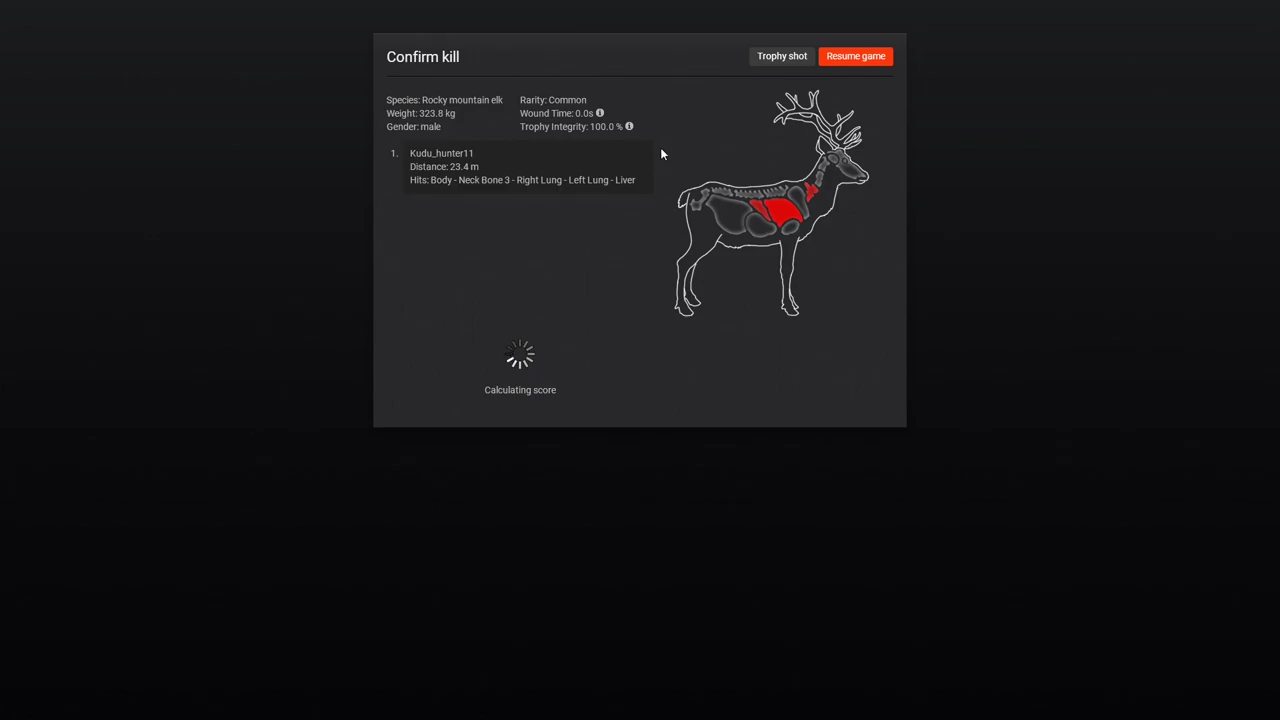 Confirm kill
Trophy shot
Resume game
Species: Rocky mountain elk
Rarity: Common
Weight: 323.8 kg
Wound Time: 0.0s
Gender: male
Trophy Integrity: 100.0 %
1. Kudu_hunter11
Distance: 23.4 m
Hits: Body - Neck Bone 3 - Right Lung - Left Lung - Liver
Calculating score